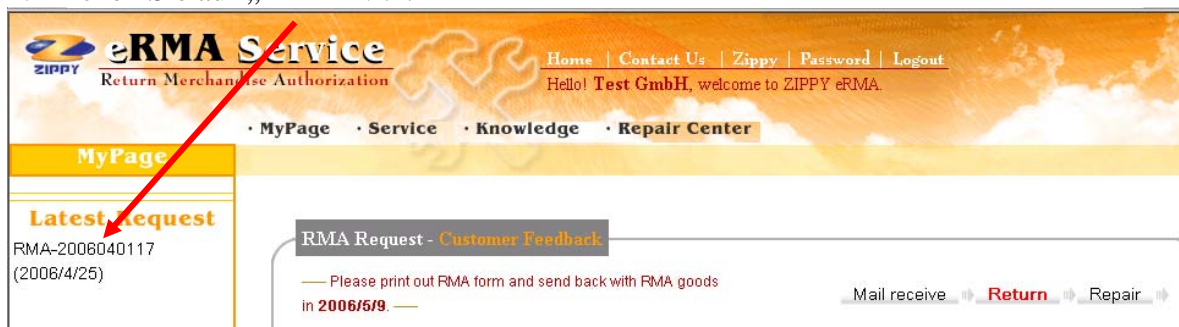 eRMA Service
ZIPPY
Return Merchandise Authorization
Home | Contact Us | Zippy | Password | Logout
Hello! Test GmbH, welcome to ZIPPY eRMA.
· MyPage · Service · Knowledge · Repair Center
MyPage
Latest Request
RMA-2006040117
(2006/4/25)
RMA Request - Customer Feedback
Please print out RMA form and send back with RMA goods
in 2006/5/9.
Mail receive Return Repair